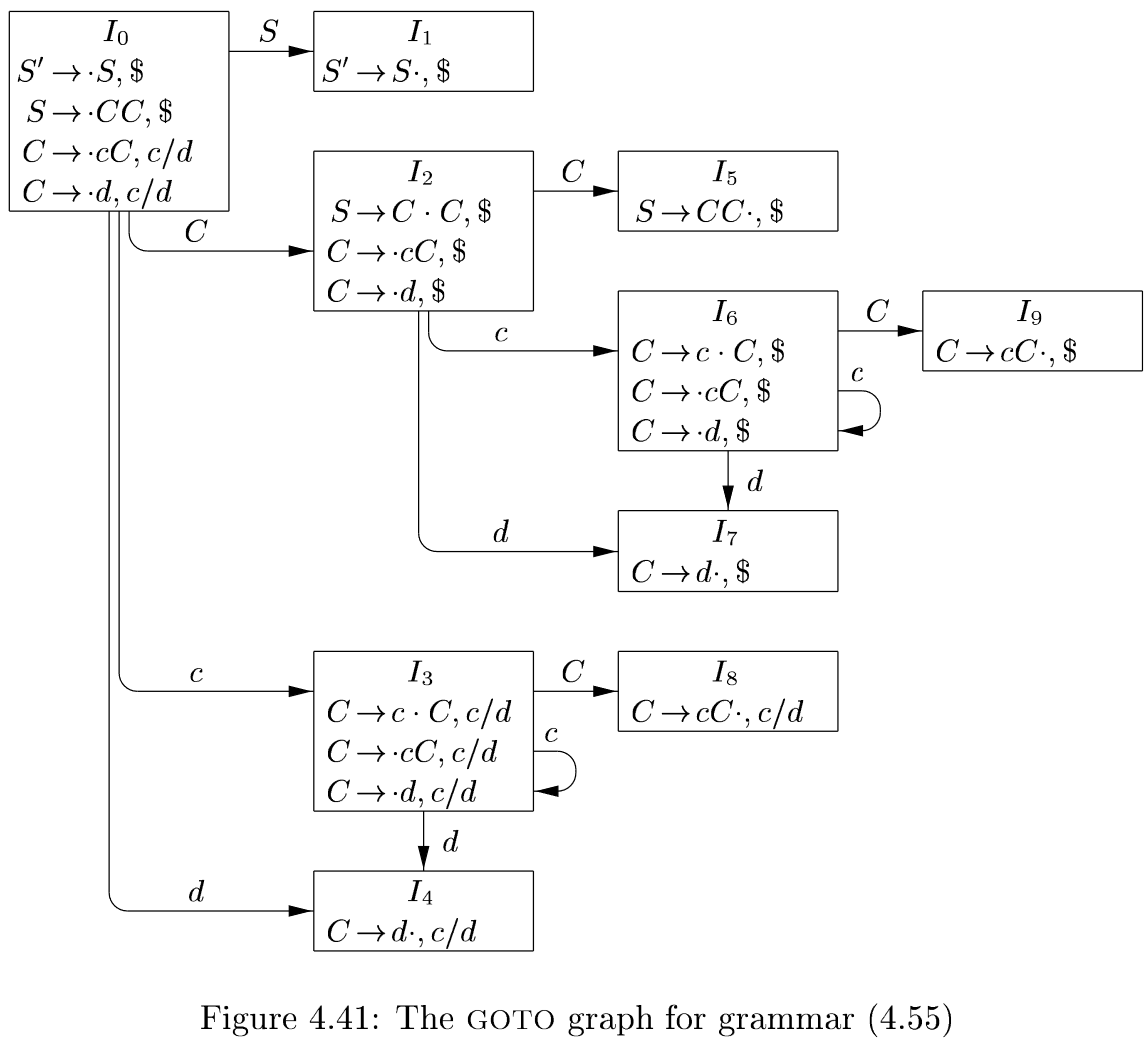 I₀
S′ → ·S, $
S → ·CC, $
C → ·cC, c/d
C → ·d, c/d
S
I₁
S′ → S·, $
C
I₂
S → C · C, $
C → ·cC, $
C → ·d, $
C
I₅
S → CC·, $
c
I₆
C → c · C, $
C → ·cC, $
C → ·d, $
C
I₉
C → cC·, $
c
d
d
I₇
C → d·, $
c
I₃
C → c · C, c/d
C → ·cC, c/d
C → ·d, c/d
C
I₈
C → cC·, c/d
c
d
d
I₄
C → d·, c/d
Figure 4.41: The GOTO graph for grammar (4.55)